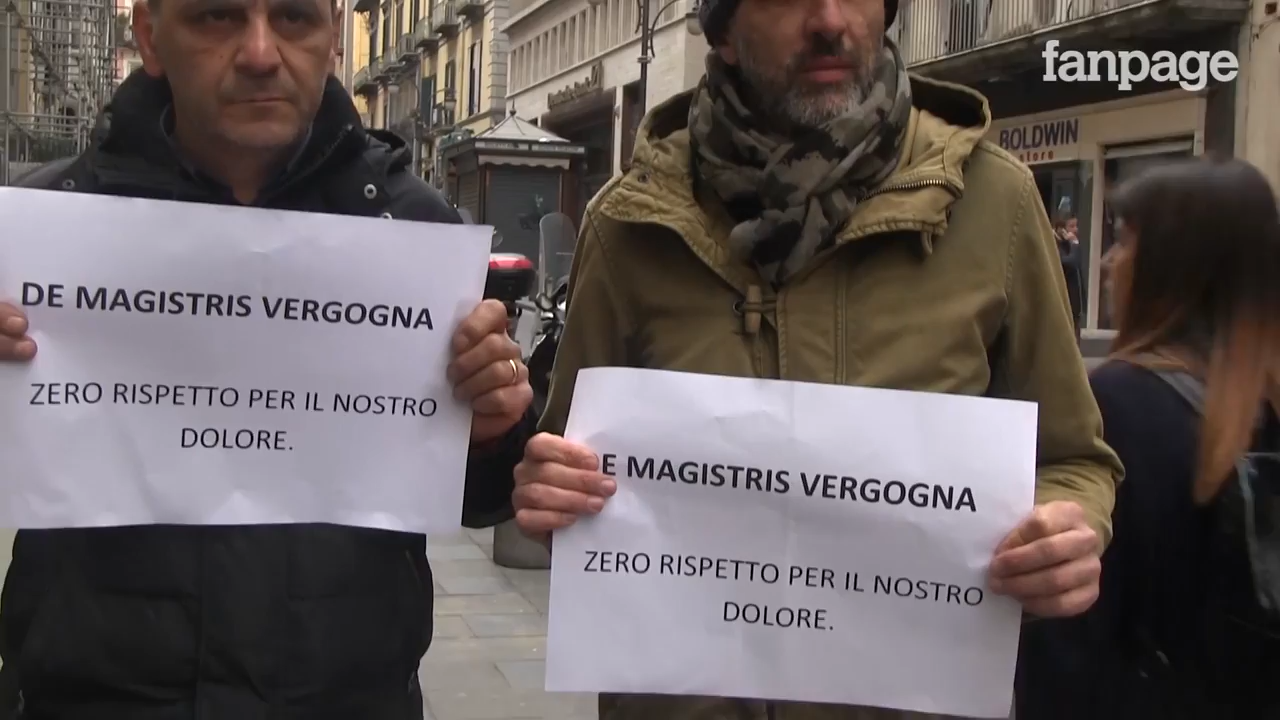 fanpage
BOLDWIN
store
DE MAGISTRIS VERGOGNA
ZERO RISPETTO PER IL NOSTRO
DOLORE.
E MAGISTRIS VERGOGNA
ZERO RISPETTO PER IL NOSTRO
DOLORE.